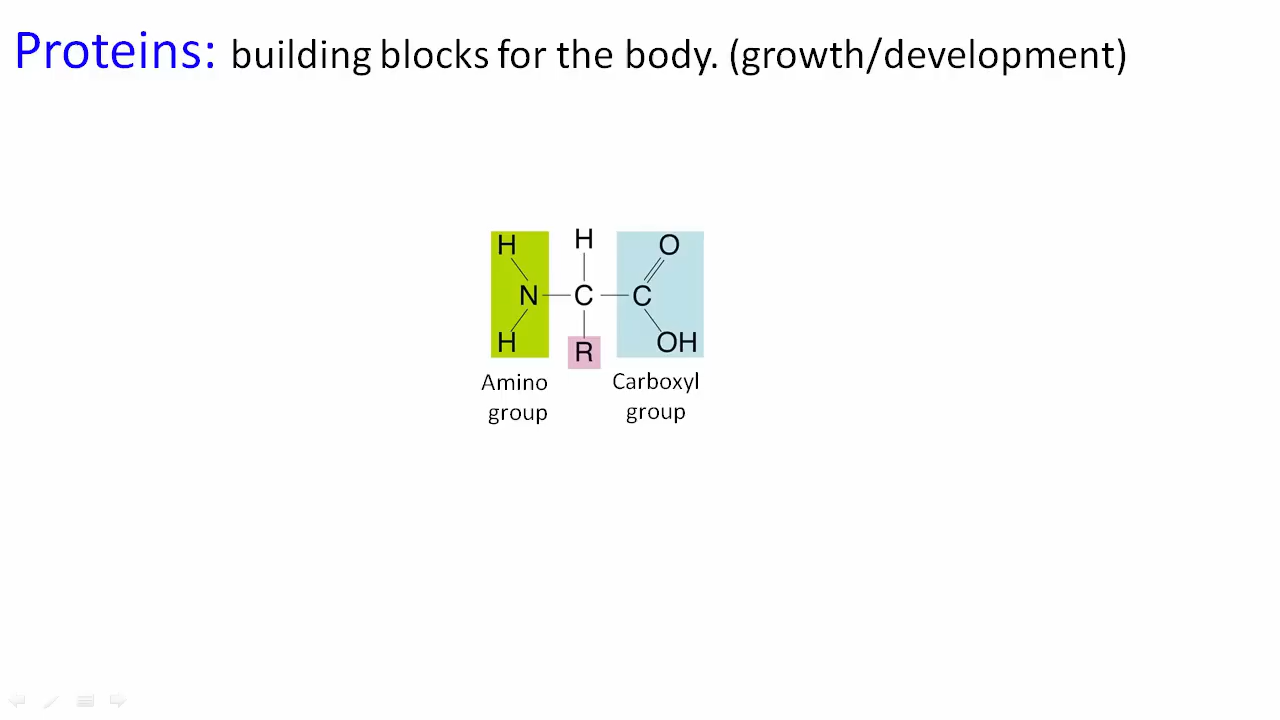 Proteins: building blocks for the body. (growth/development)
H H O
N C C
H R OH
Amino Carboxyl
group group